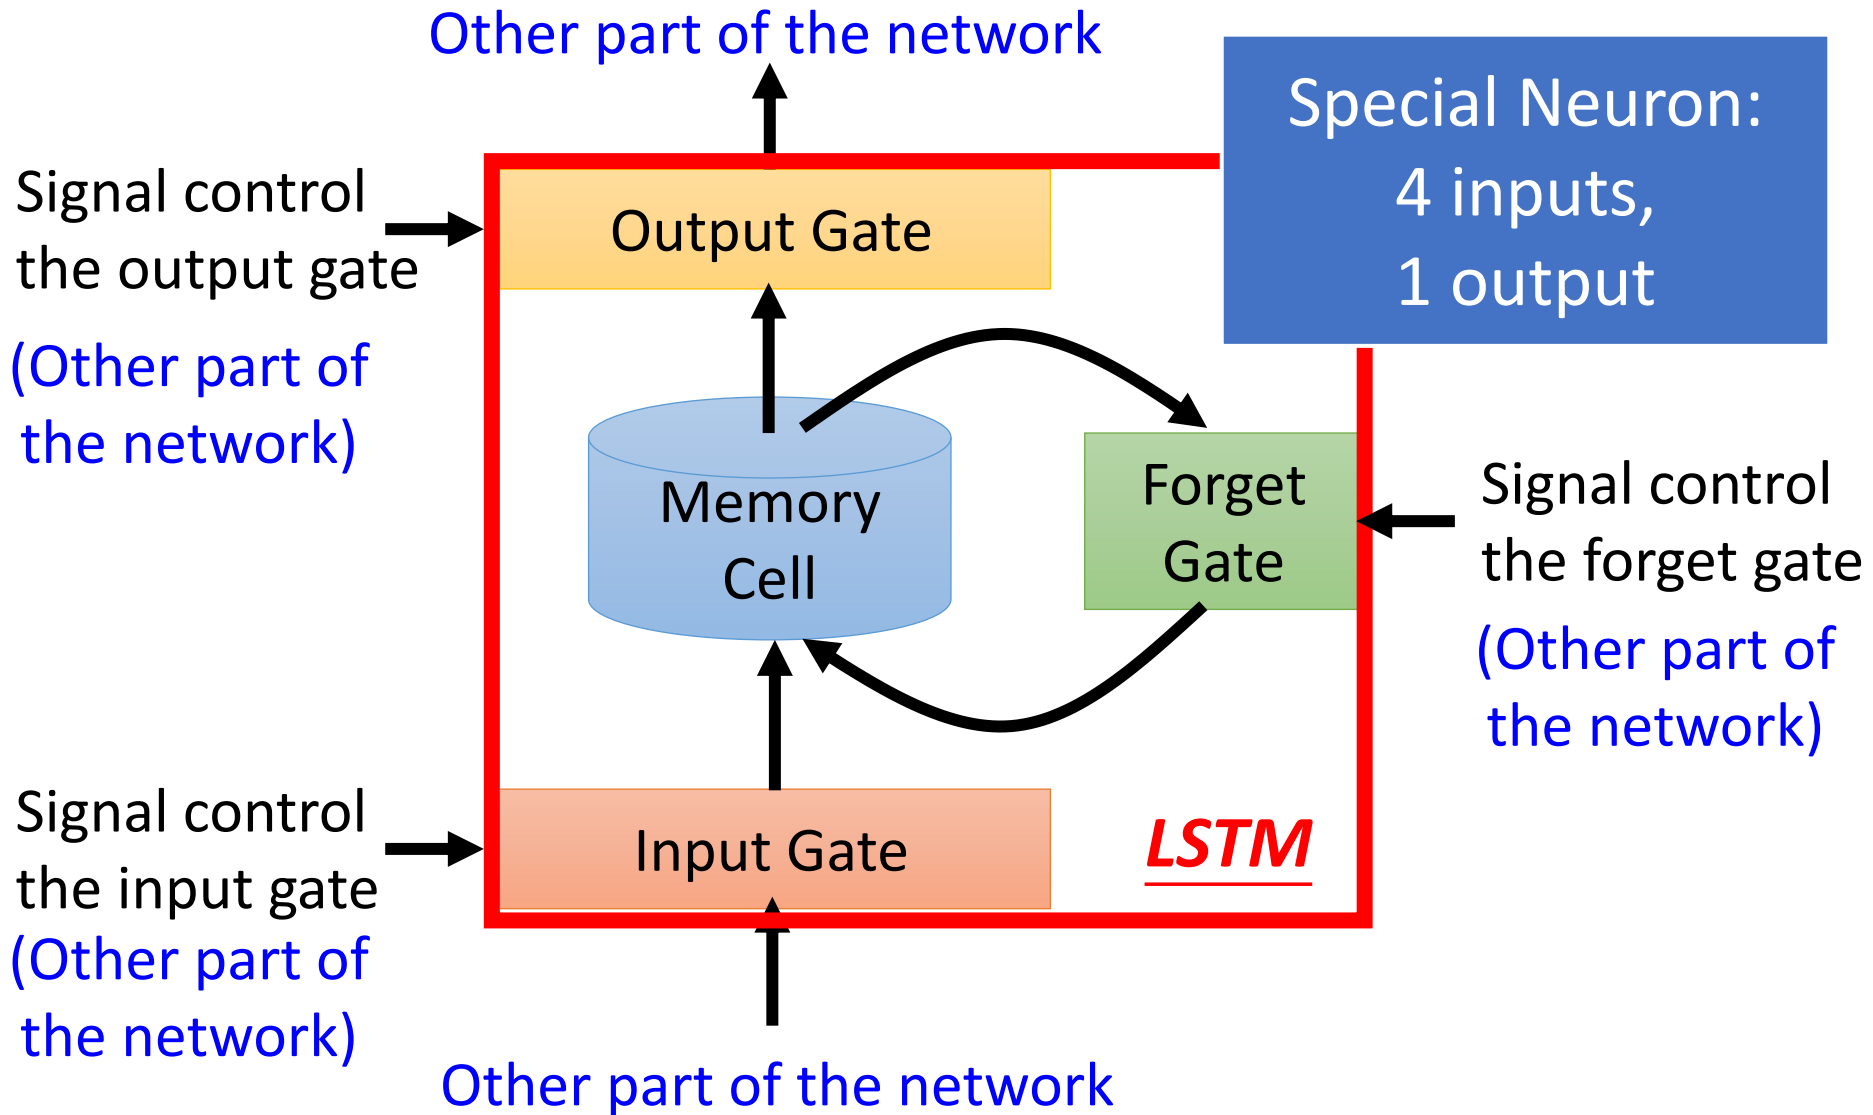 Other part of the network
Special Neuron:
4 inputs,
1 output
Signal control
the output gate
(Other part of
the network)
Output Gate
Memory
Cell
Forget
Gate
Signal control
the forget gate
(Other part of
the network)
Signal control
the input gate
(Other part of
the network)
Input Gate
LSTM
Other part of the network